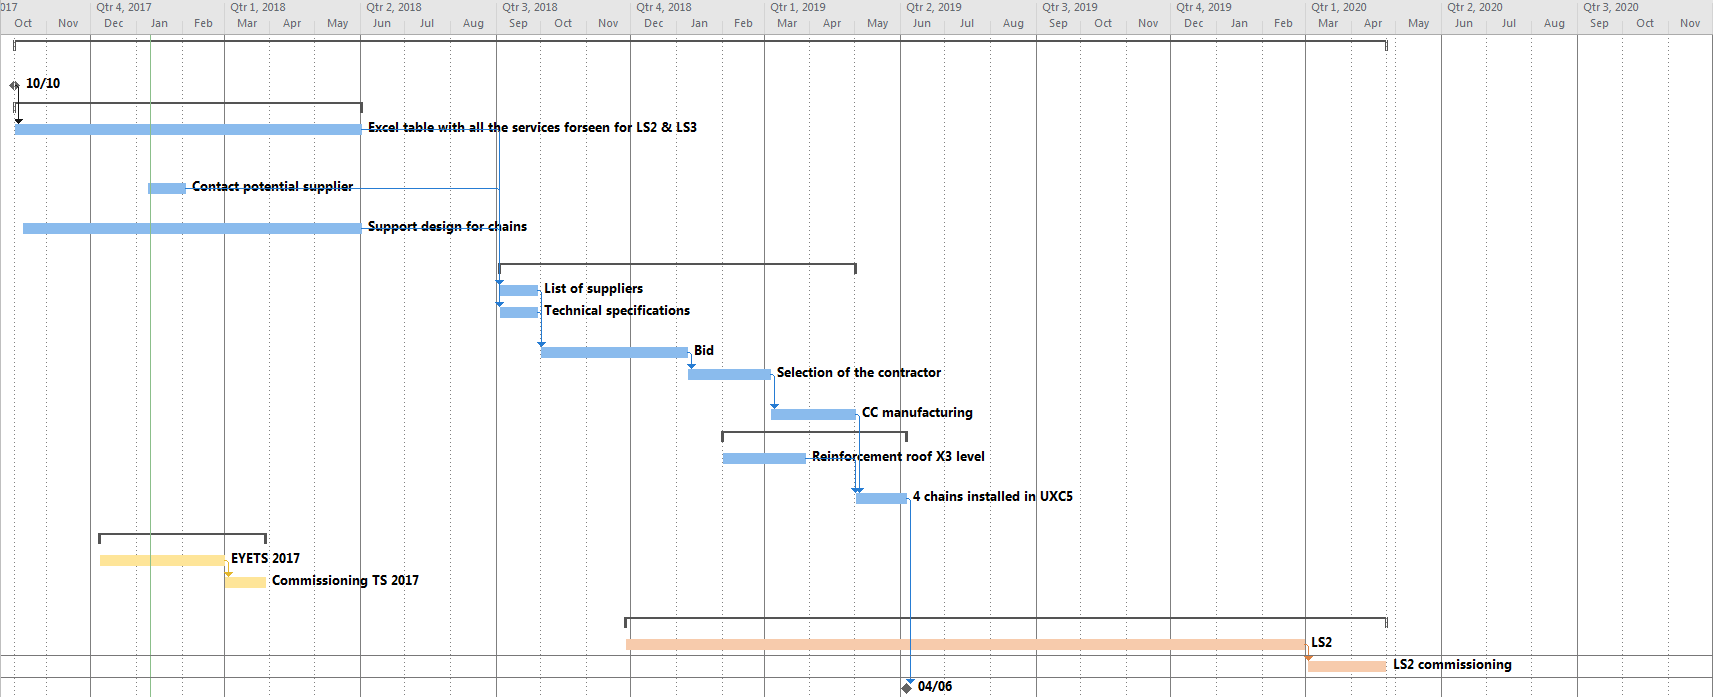 017 Qtr 4, 2017 Qtr 1, 2018 Qtr 2, 2018 Qtr 3, 2018 Qtr 4, 2018 Qtr 1, 2019 Qtr 2, 2019 Qtr 3, 2019 Qtr 4, 2019 Qtr 1, 2020 Qtr 2, 2020 Qtr 3, 2020
Oct Nov Dec Jan Feb Mar Apr May Jun Jul Aug Sep Oct Nov Dec Jan Feb Mar Apr May Jun Jul Aug Sep Oct Nov Dec Jan Feb Mar Apr May Jun Jul Aug Sep Oct Nov
10/10
Excel table with all the services forseen for LS2 & LS3
Contact potential supplier
Support design for chains
List of suppliers
Technical specifications
Bid
Selection of the contractor
CC manufacturing
Reinforcement roof X3 level
4 chains installed in UXC5
EYETS 2017
Commissioning TS 2017
LS2
LS2 commissioning
04/06